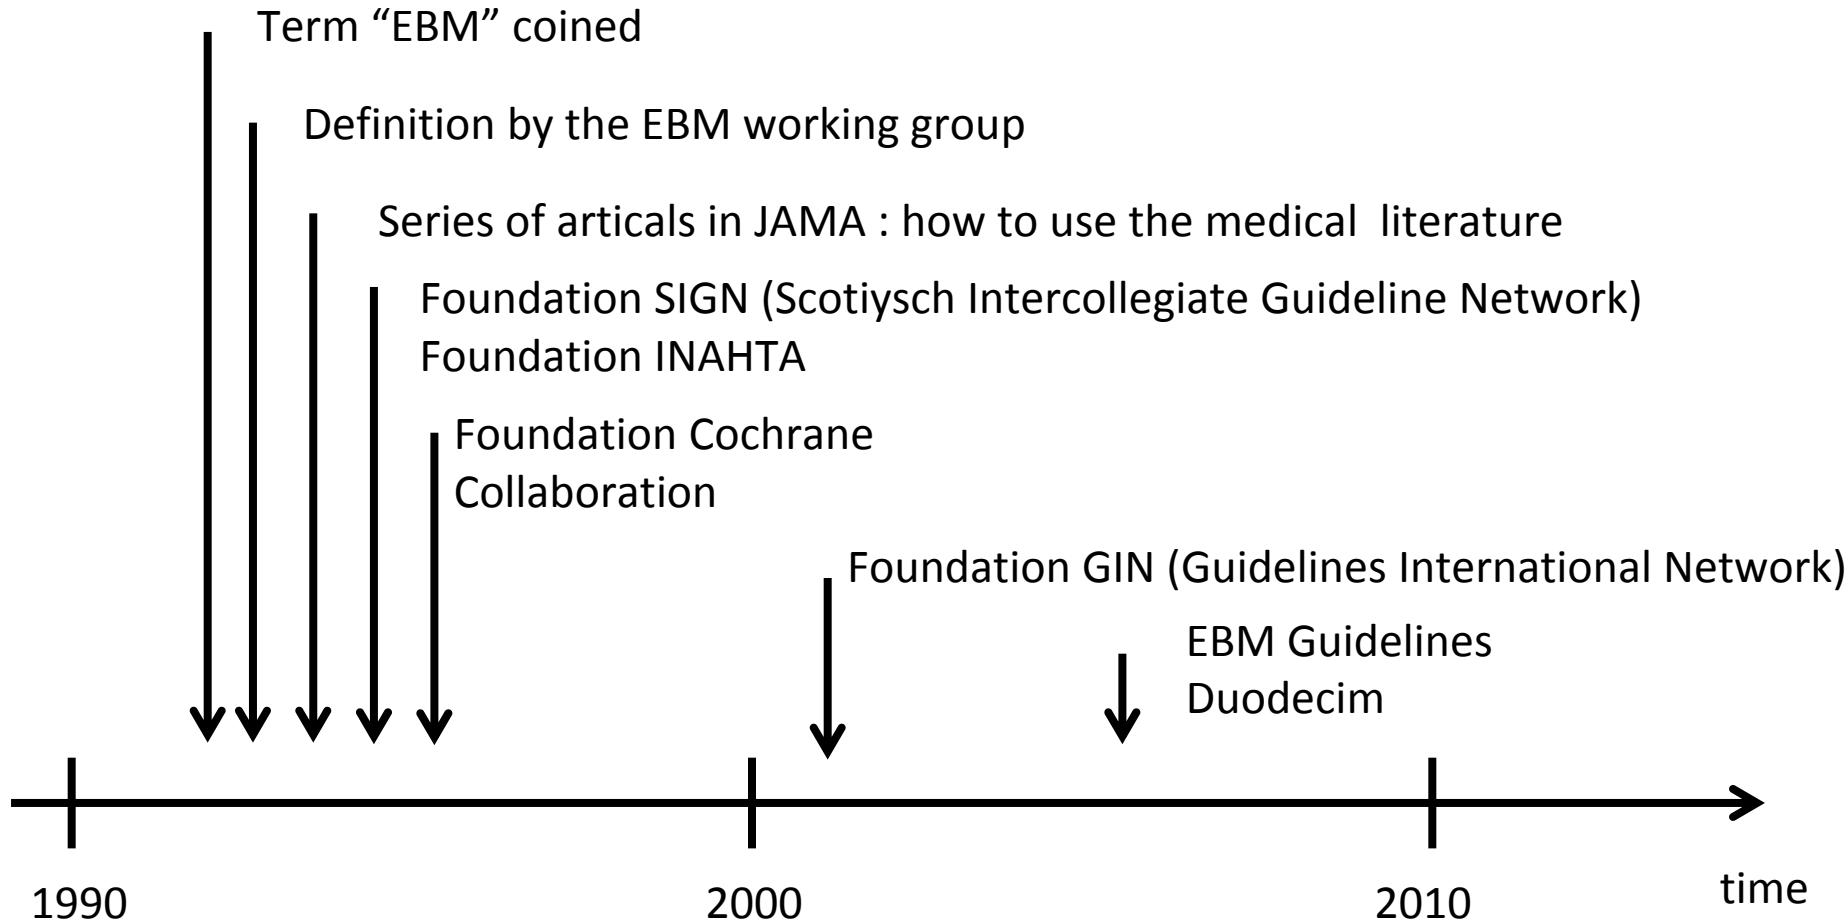 Term “EBM” coined
Definition by the EBM working group
Series of articals in JAMA : how to use the medical  literature
Foundation SIGN (Scotiysch Intercollegiate Guideline Network)
Foundation INAHTA
Foundation Cochrane
Collaboration
Foundation GIN (Guidelines International Network)
EBM Guidelines
Duodecim
1990
2000
2010
time